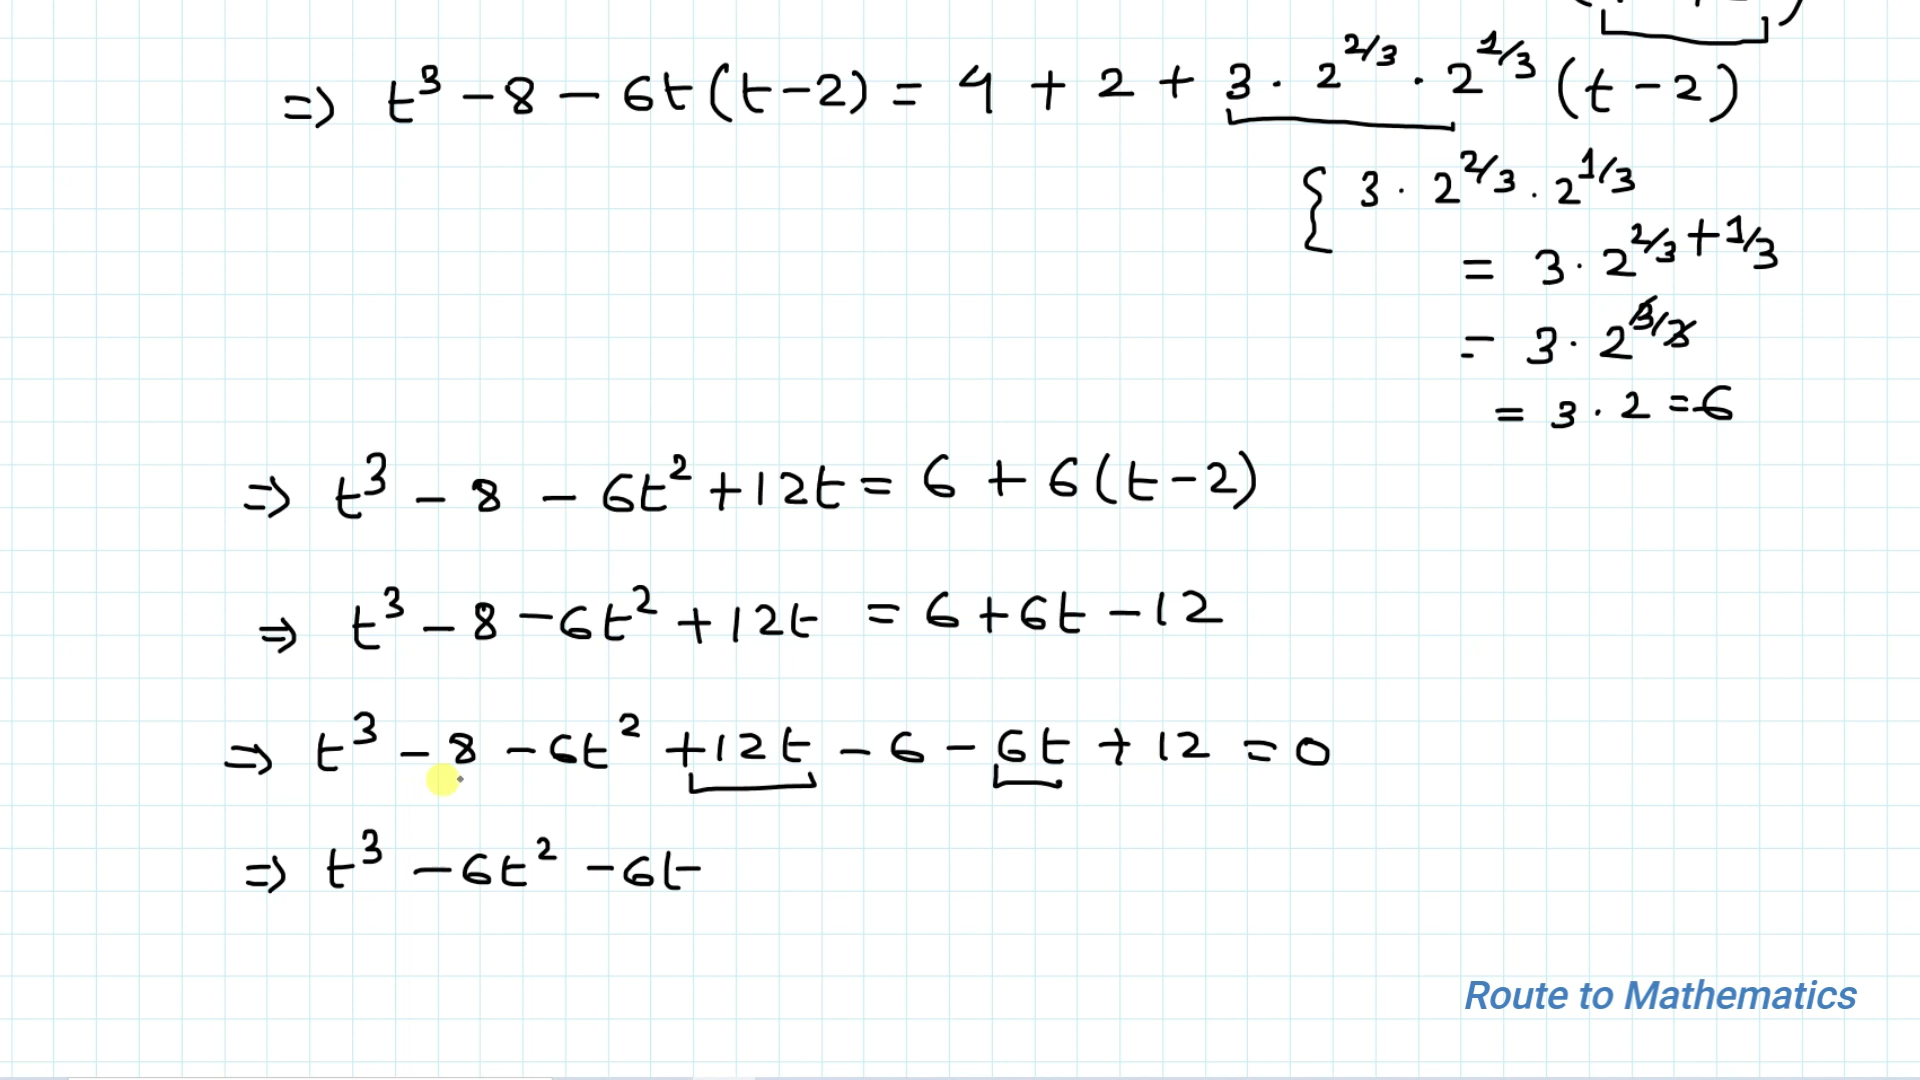 => t³ - 8 - 6t(t-2) = 4 + 2 + 3 · 2^{2/3} · 2^{1/3} (t-2)
{ 3 · 2^{2/3} · 2^{1/3}
= 3 · 2^{2/3 + 1/3}
= 3 · 2^{3/3}
= 3 · 2 = 6
=> t³ - 8 - 6t² + 12t = 6 + 6(t-2)
=> t³ - 8 - 6t² + 12t = 6 + 6t - 12
=> t³ - 8 - 6t² + 12t - 6 - 6t + 12 = 0
=> t³ - 6t² - 6t
Route to Mathematics